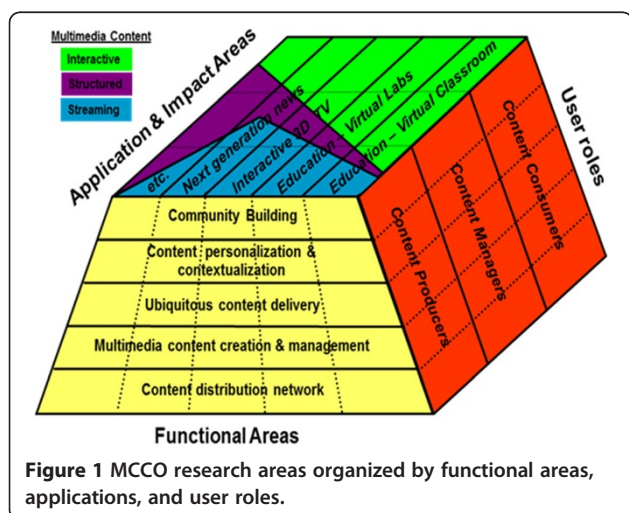 Multimedia Content
Interactive
Structured
Streaming
Application & Impact Areas
etc.
Next generation news
Interactive 3D TV
Education – Virtual Labs
Education – Virtual Classroom
User roles
Content Producers
Content Managers
Content Consumers
Community Building
Content personalization &
contextualization
Ubiquitous content delivery
Multimedia content creation & management
Content distribution network
Functional Areas
Figure 1 MCCO research areas organized by functional areas,
applications, and user roles.